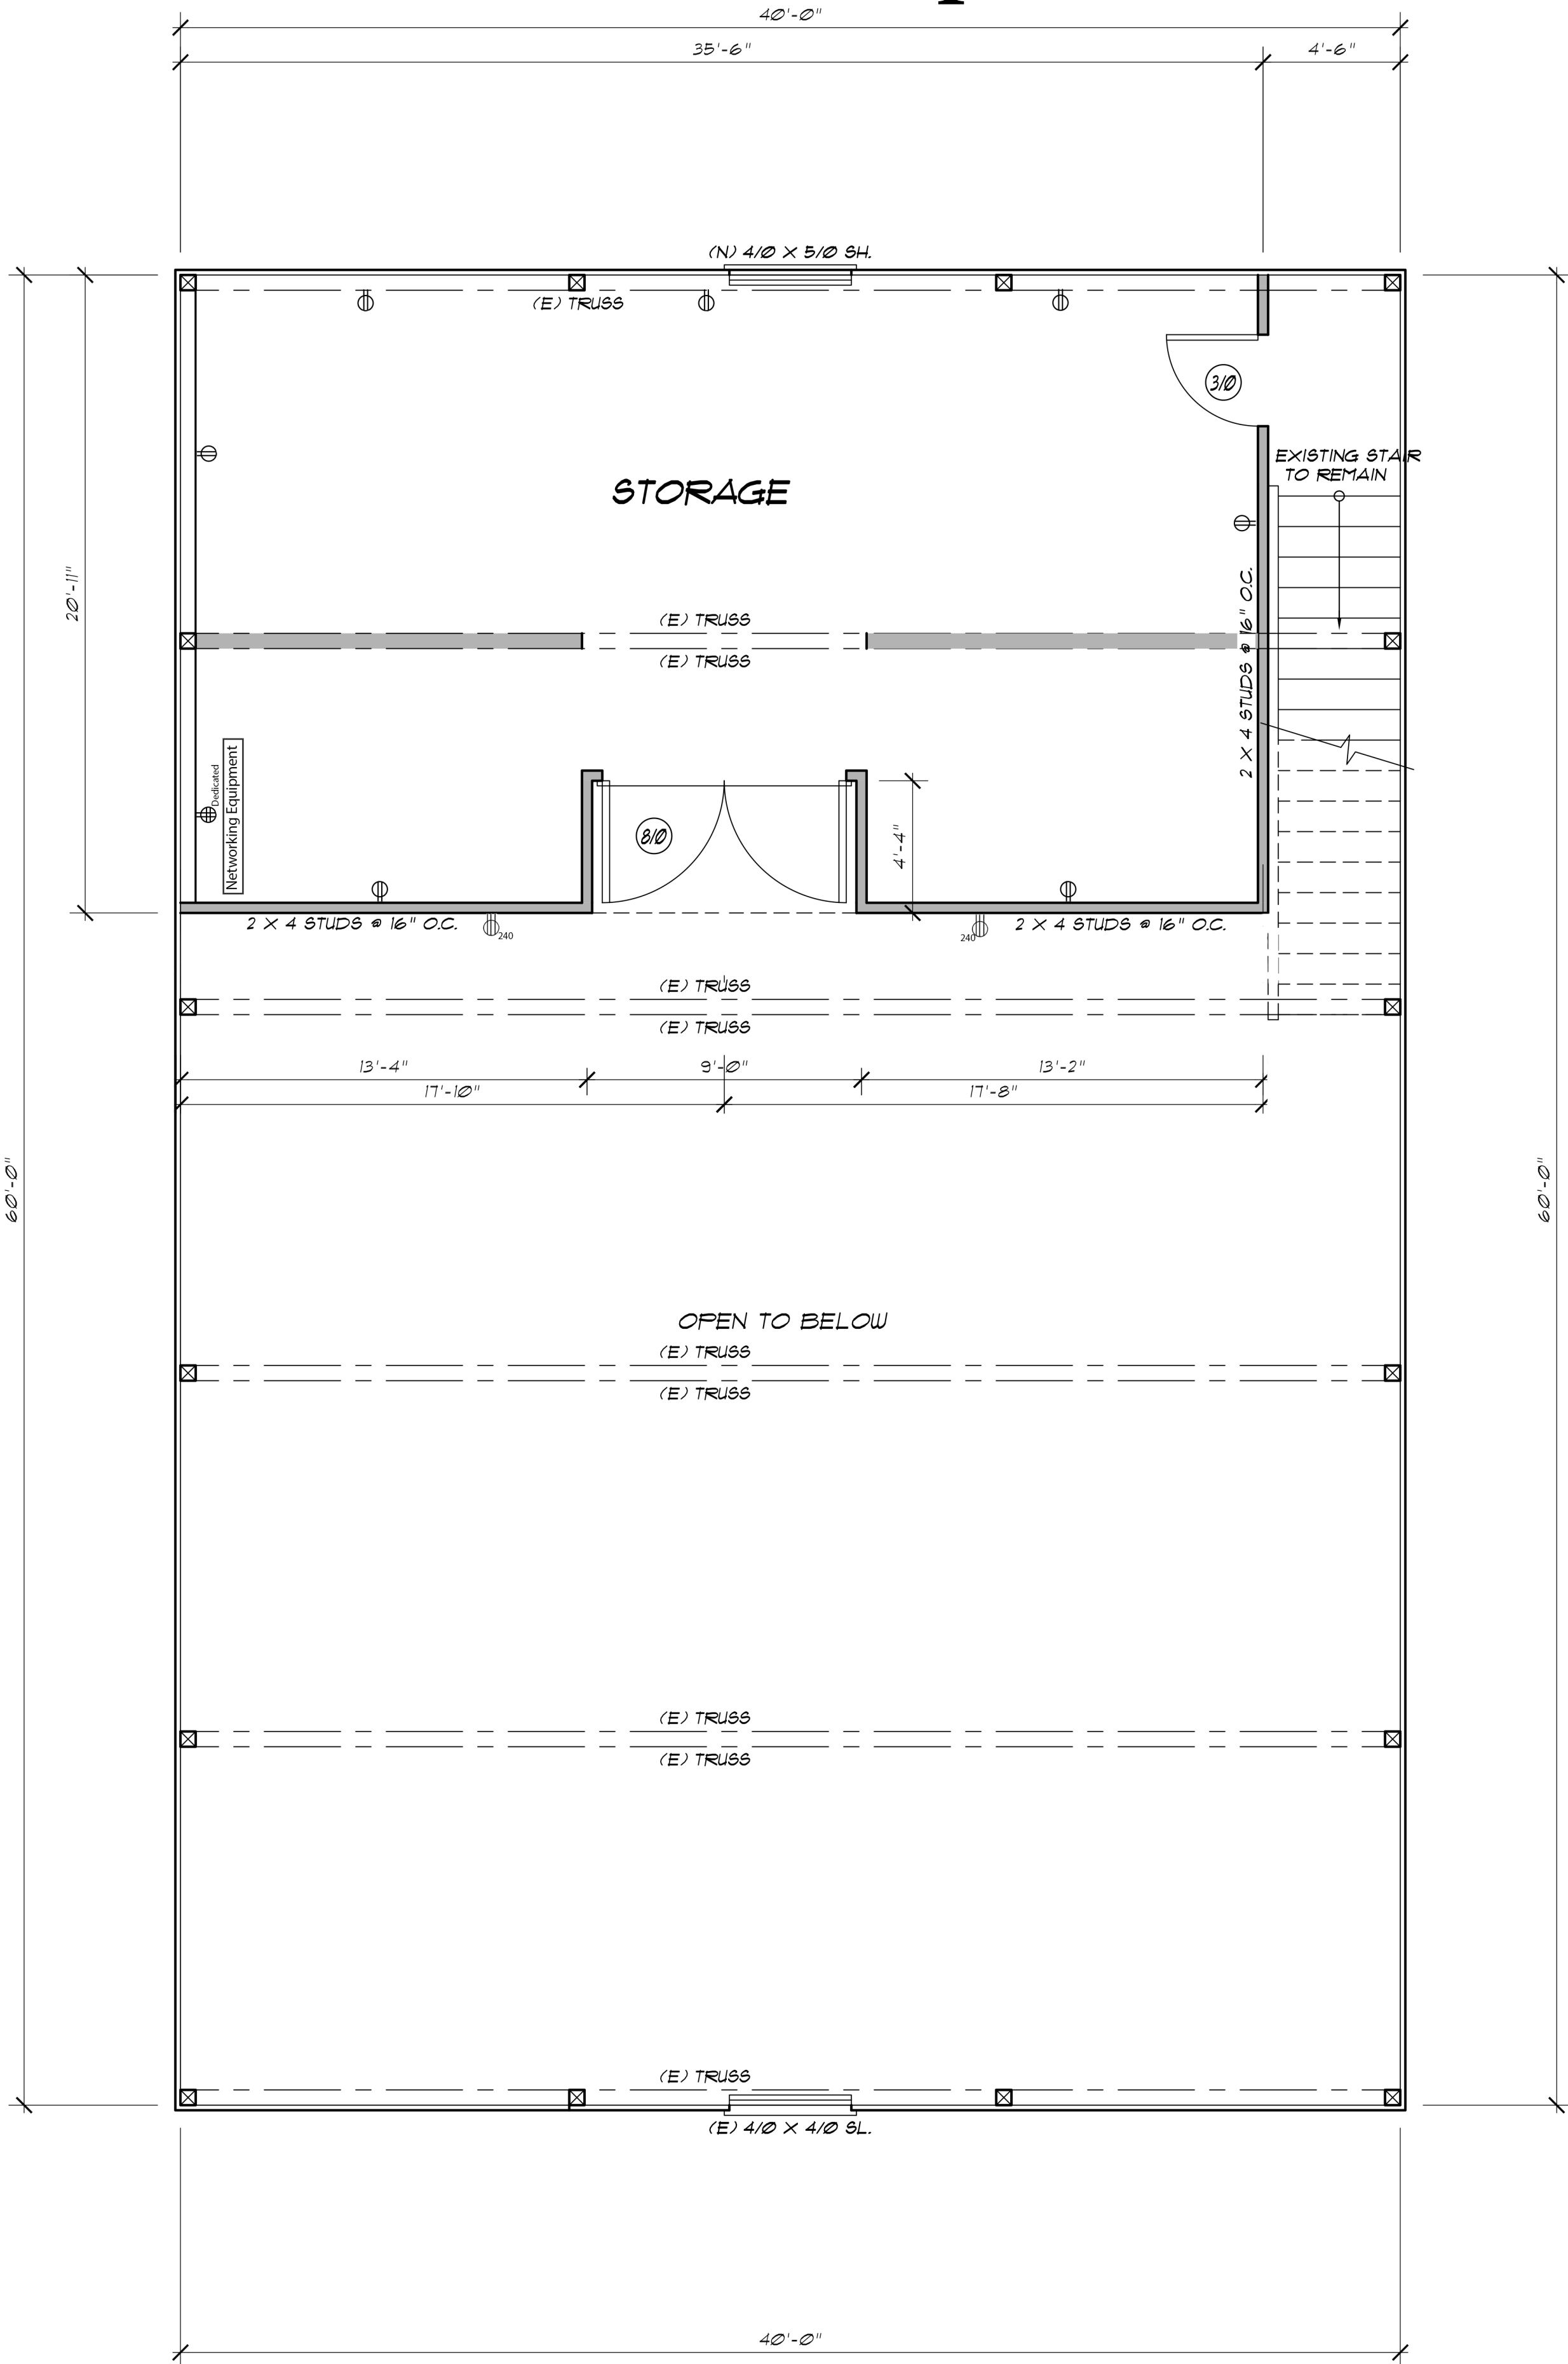 40'-0"
35'-6"
4'-6"
(N) 4/0 X 5/0 SH.
(E) TRUSS
3/0
EXISTING STAIR
TO REMAIN
STORAGE
20'-11"
2 X 4 STUDS @ 16" O.C.
(E) TRUSS
(E) TRUSS
Dedicated
Networking Equipment
8/0
4'-4"
2 X 4 STUDS @ 16" O.C.
240
240
2 X 4 STUDS @ 16" O.C.
(E) TRUSS
(E) TRUSS
13'-4"
9'-0"
13'-2"
17'-10"
17'-8"
60'-0"
60'-0"
OPEN TO BELOW
(E) TRUSS
(E) TRUSS
(E) TRUSS
(E) TRUSS
(E) TRUSS
(E) 4/0 X 4/0 SL.
40'-0"